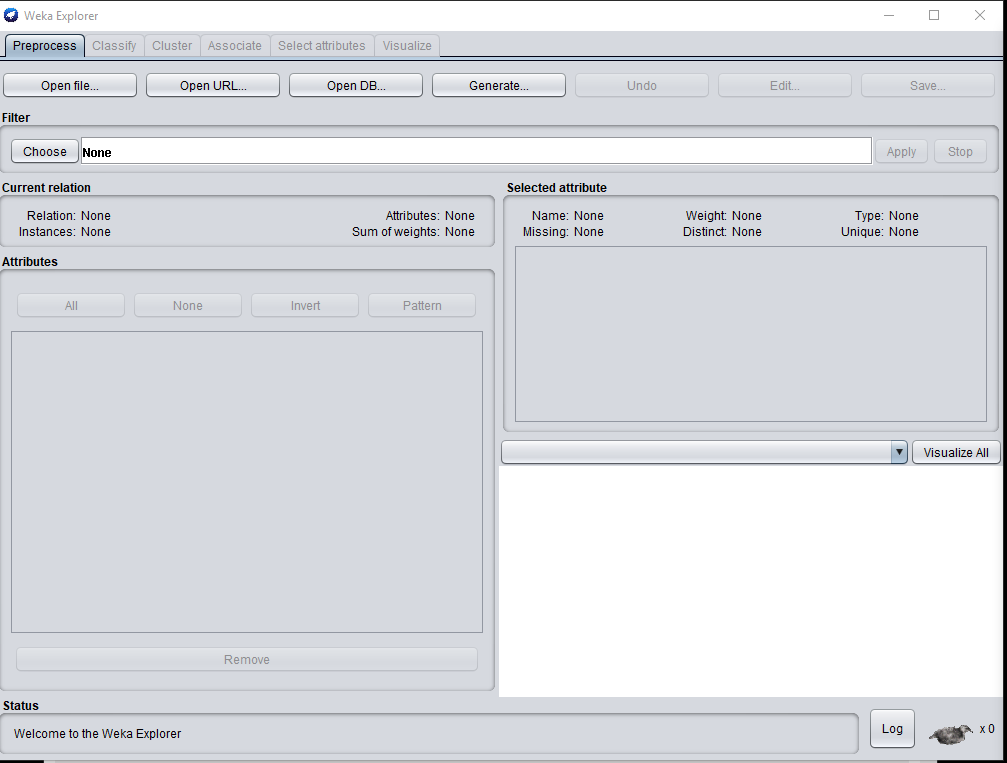 Weka Explorer
Preprocess Classify Cluster Associate Select attributes Visualize
Open file... Open URL... Open DB... Generate... Undo Edit... Save...
Filter
Choose None Apply Stop
Current relation
Relation: None Attributes: None
Instances: None Sum of weights: None
Attributes
All None Invert Pattern
Remove
Selected attribute
Name: None Weight: None Type: None
Missing: None Distinct: None Unique: None
Visualize All
Status
Welcome to the Weka Explorer
Log x 0